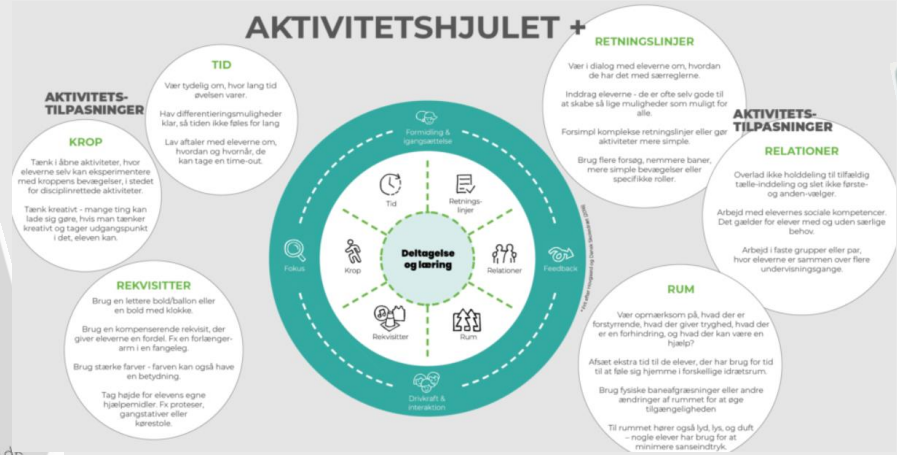 AKTIVITETSHJULET +
AKTIVITETS-
TILPASNINGER
TID
Vær tydelig om, hvor lang tid
øvelsen varer.
Hav differentieringsmuligheder
klar, så tiden ikke føles for lang
Lav aftaler med eleverne om,
hvordan og hvornår, de
kan tage en time-out.
KROP
Tænk i åbne aktiviteter, hvor
eleverne selv kan eksperimentere
med kroppens bevægelser, i stedet
for disciplinrettede aktiviteter.
Tænk kreativt - mange ting kan
lade sig gøre, hvis man tænker
kreativt og tager udgangspunkt
i det, eleven kan.
REKVISITTER
Brug en lettere bold/ballon eller
en bold med klokke.
Brug en kompenserende rekvisit, der
giver eleverne en fordel. Fx en forlænger-
arm i en fangeleg.
Brug stærke farver - farven kan også have
en betydning.
Tag højde for elevens egne
hjælpemidler. Fx proteser,
gangstativer eller
kørestole.
Formidling &
igangsættelse
Tid
Retnings-
linjer
Fokus
Krop
Deltagelse
og læring
Relationer
Feedback
Rekvisitter
Rum
Drivkraft &
interaktion
RETNINGSLINJER
Vær i dialog med eleverne om, hvordan
de har det med særreglerne.
Inddrag eleverne - de er ofte selv gode til
at skabe så lige muligheder som muligt for
alle.
Forsimpl komplekse retningslinjer eller gør
aktiviteter mere simple.
Brug flere forsøg, nemmere baner,
mere simple bevægelser eller
specifikke roller.
AKTIVITETS-
TILPASNINGER
RELATIONER
Overlad ikke holddeling til tilfældig
tælle-inddeling og slet ikke første-
og anden-vælger.
Arbejd med elevernes sociale kompetencer.
Det gælder for elever med og uden særlige
behov.
Arbejd i faste grupper eller par,
hvor eleverne er sammen over flere
undervisningsgange.
RUM
Vær opmærksom på, hvad der er
forstyrrende, hvad der giver tryghed, hvad der
er en forhindring, og hvad der kan være en
hjælp?
Afsæt ekstra tid til de elever, der har brug for tid
til at føle sig hjemme i forskellige idrætsrum.
Brug fysiske baneafgræsninger eller andre
ændringer af rummet for at øge
tilgængeligheden
Til rummet hører også lyd, lys, og duft
– nogle elever har brug for at
minimere sanseindtryk.